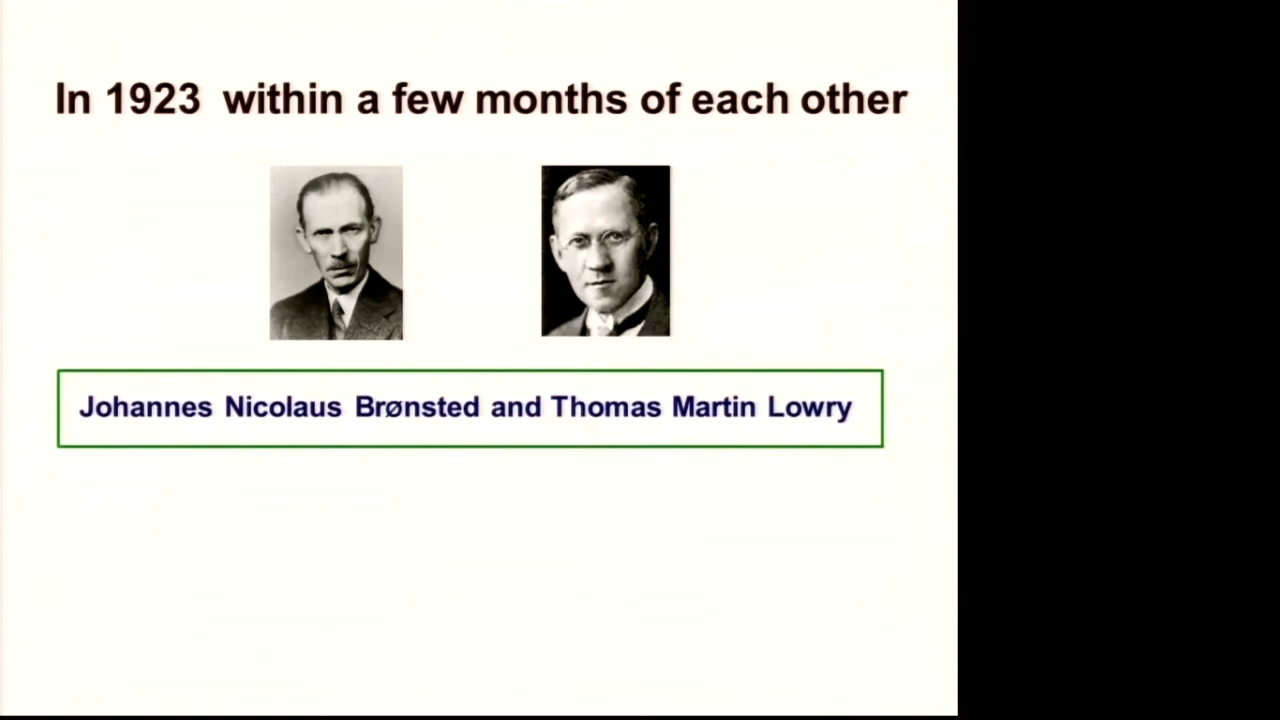 In 1923 within a few months of each other
Johannes Nicolaus Brønsted and Thomas Martin Lowry